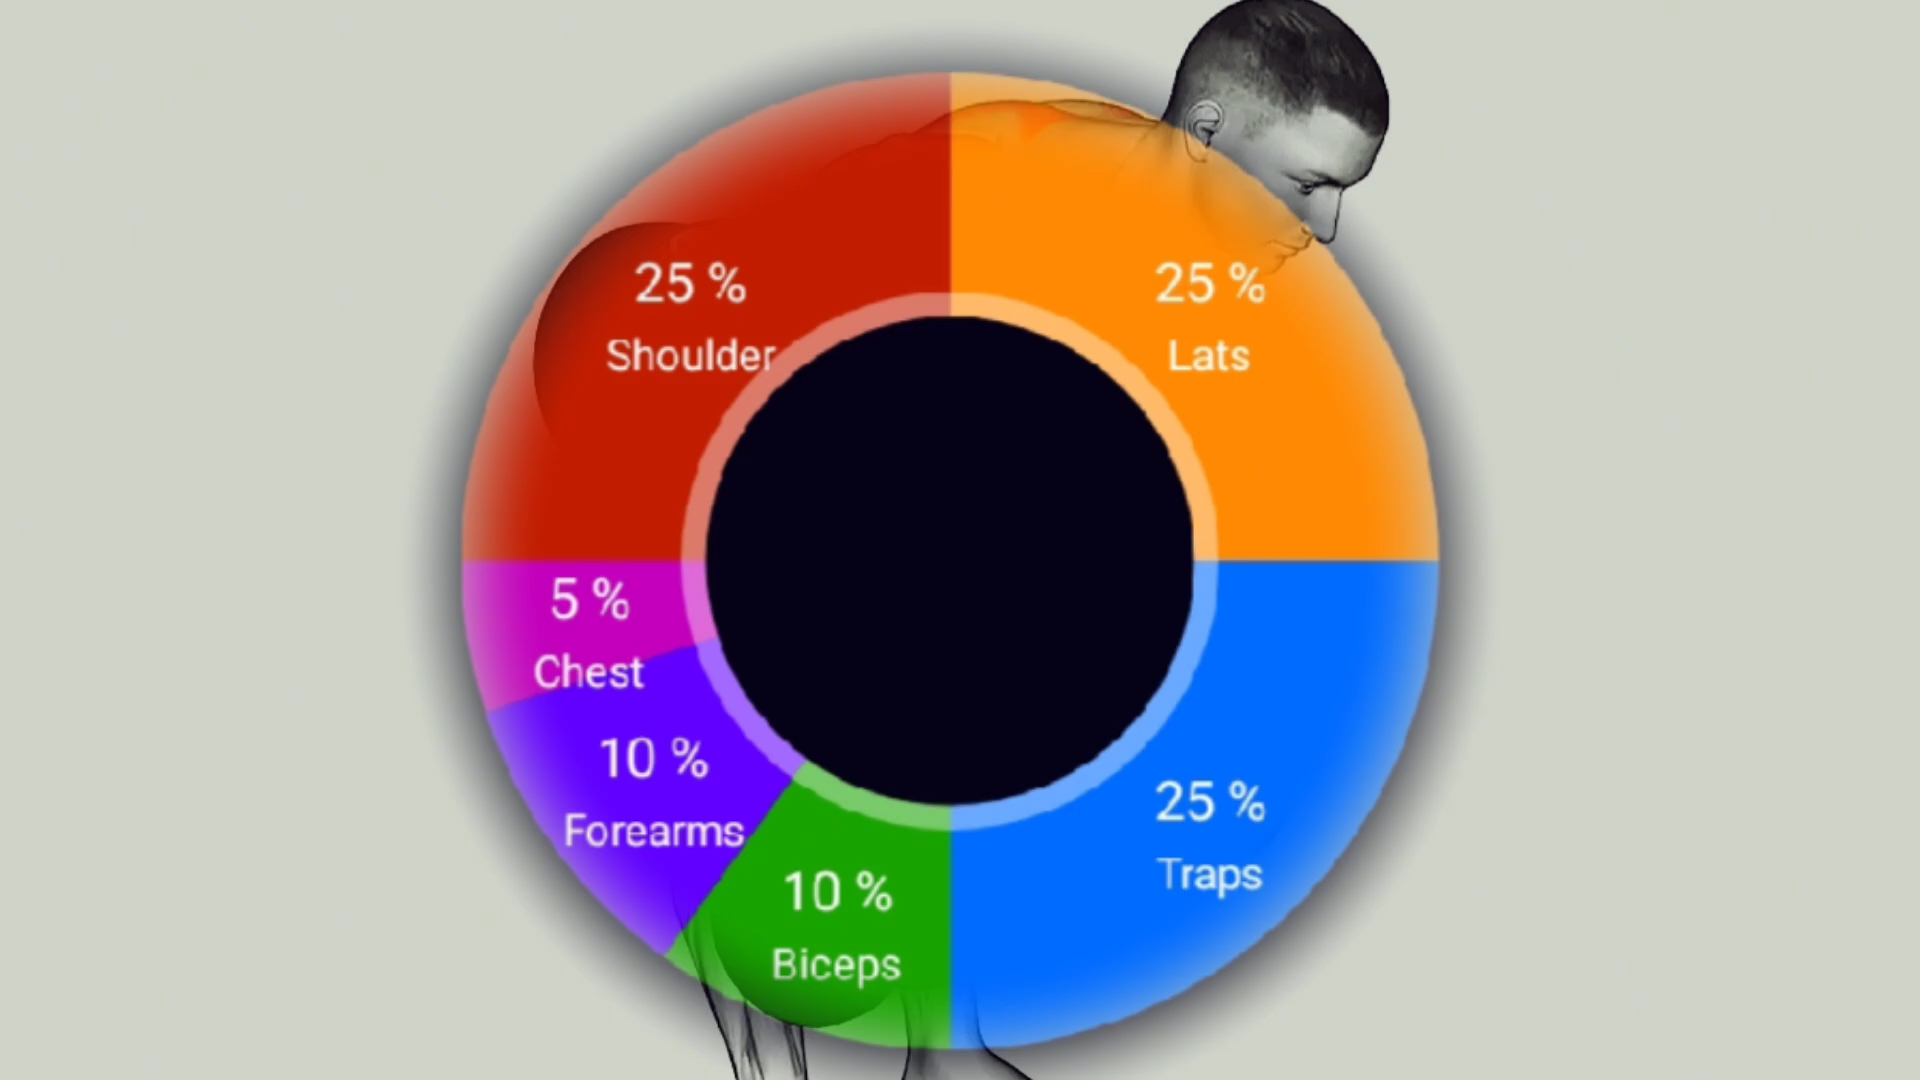 25 %
Shoulder
25 %
Lats
5 %
Chest
10 %
Forearms
10 %
Biceps
25 %
Traps